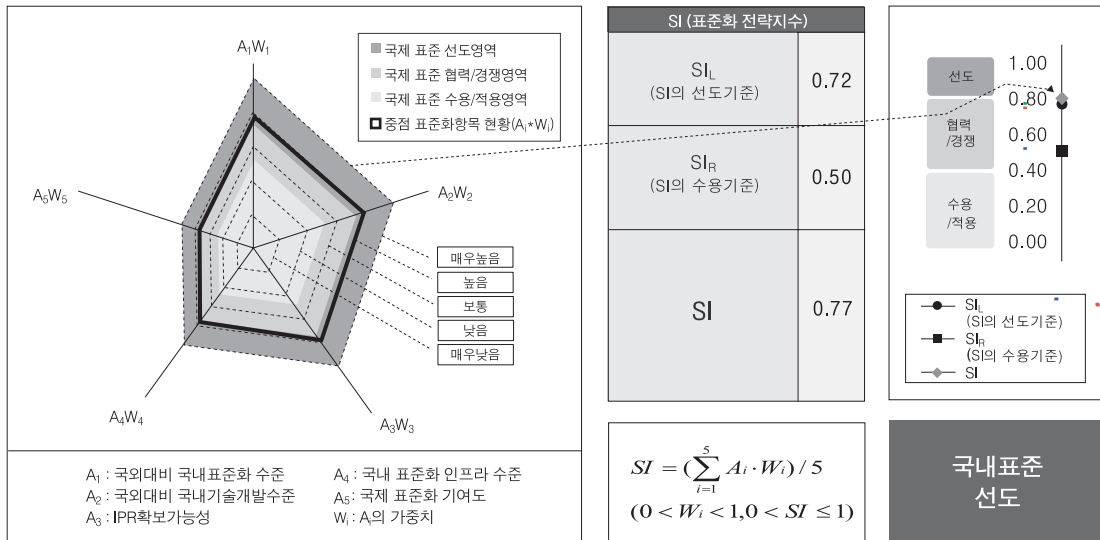 A₁W₁
A₂W₂
A₃W₃
A₄W₄
A₅W₅
국제 표준 선도영역
국제 표준 협력/경쟁영역
국제 표준 수용/적용영역
중점 표준화항목 현황(Aᵢ*Wᵢ)
매우높음
높음
보통
낮음
매우낮음
A₁ : 국외대비 국내표준화 수준
A₂ : 국외대비 국내기술개발수준
A₃ : IPR확보가능성
A₄ : 국내 표준화 인프라 수준
A₅ : 국제 표준화 기여도
Wᵢ : Aᵢ의 가중치
SI (표준화 전략지수)
SI_L
(SI의 선도기준)
0.72
SI_R
(SI의 수용기준)
0.50
SI
0.77
SI = (∑ᵢ₌₁⁵ Aᵢ · Wᵢ) / 5
(0 < Wᵢ < 1,0 < SI ≤ 1)
선도
협력
/경쟁
수용
/적용
1.00
0.80
0.60
0.40
0.20
0.00
SI_L
(SI의 선도기준)
SI_R
(SI의 수용기준)
SI
국내표준
선도